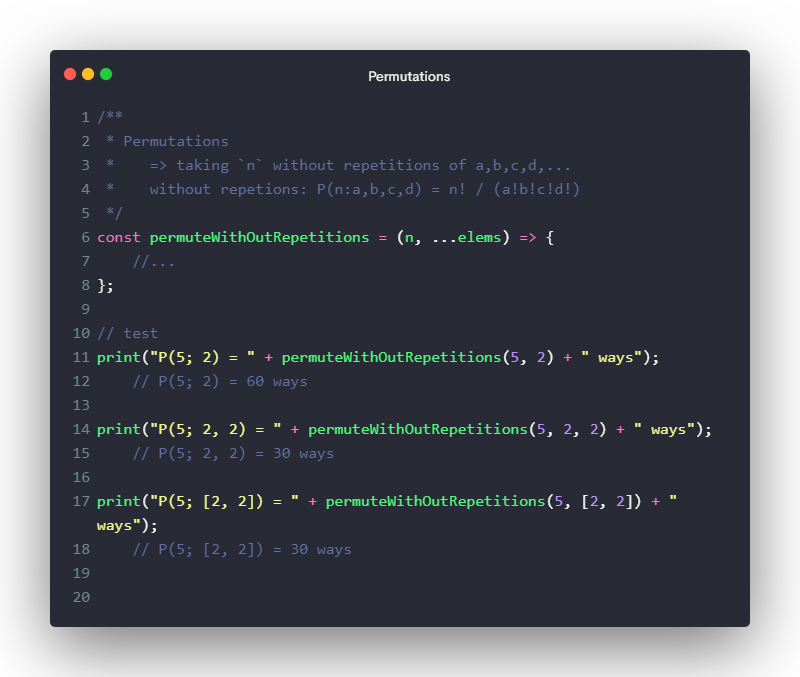 Permutations
1 /**
2  * Permutations
3  *    => taking `n` without repetitions of a,b,c,d,...
4  *    without repetions: P(n:a,b,c,d) = n! / (a!b!c!d!)
5  */
6 const permuteWithOutRepetitions = (n, ...elems) => {
7     //...
8 };
9
10 // test
11 print("P(5; 2) = " + permuteWithOutRepetitions(5, 2) + " ways");
12     // P(5; 2) = 60 ways
13
14 print("P(5; 2, 2) = " + permuteWithOutRepetitions(5, 2, 2) + " ways");
15     // P(5; 2, 2) = 30 ways
16
17 print("P(5; [2, 2]) = " + permuteWithOutRepetitions(5, [2, 2]) + "
ways");
18     // P(5; [2, 2]) = 30 ways
19
20